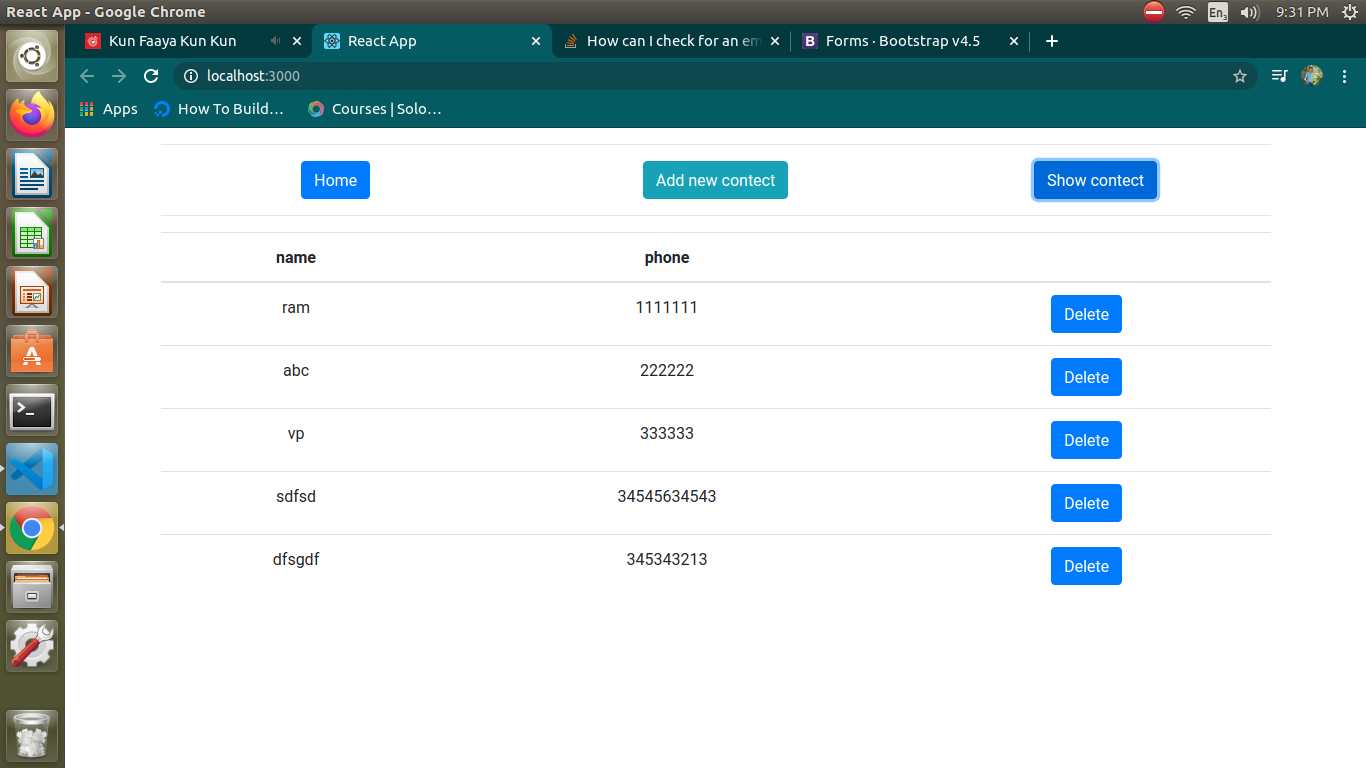 React App - Google Chrome
En3 9:31 PM
Kun Faaya Kun Kun
React App
How can I check for an em
Forms · Bootstrap v4.5
localhost:3000
Apps
How To Build…
Courses | Solo…
Home
Add new contect
Show contect
name phone
ram 1111111 Delete
abc 222222 Delete
vp 333333 Delete
sdfsd 34545634543 Delete
dfsgdf 345343213 Delete